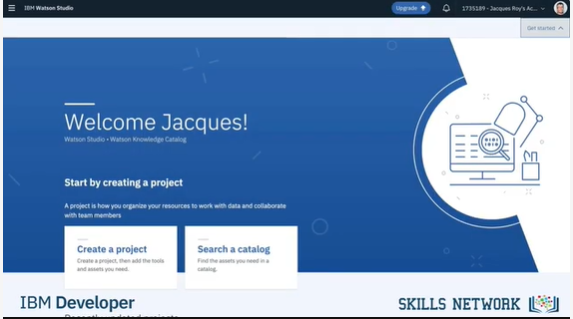 IBM Watson Studio
Upgrade
1735189 - Jacques Roy's Ac...
Get started
Welcome Jacques!
Watson Studio • Watson Knowledge Catalog
Start by creating a project
A project is how you organize your resources to work with data and collaborate
with team members
Create a project
Create a project, then add the tools
and assets you need.
Search a catalog
Find the assets you need in a
catalog.
IBM Developer
SKILLS NETWORK
Recently updated projects